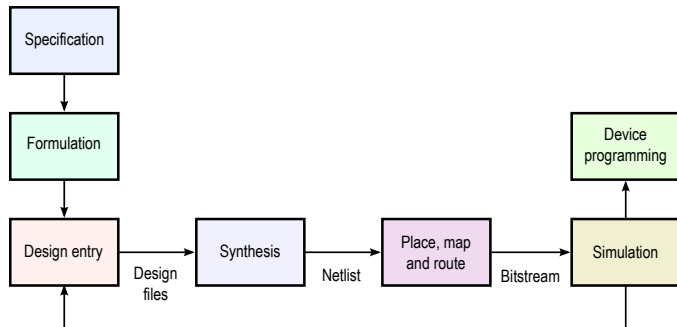 Specification
Formulation
Device
programming
Design entry
Design
files
Synthesis
Netlist
Place, map
and route
Bitstream
Simulation